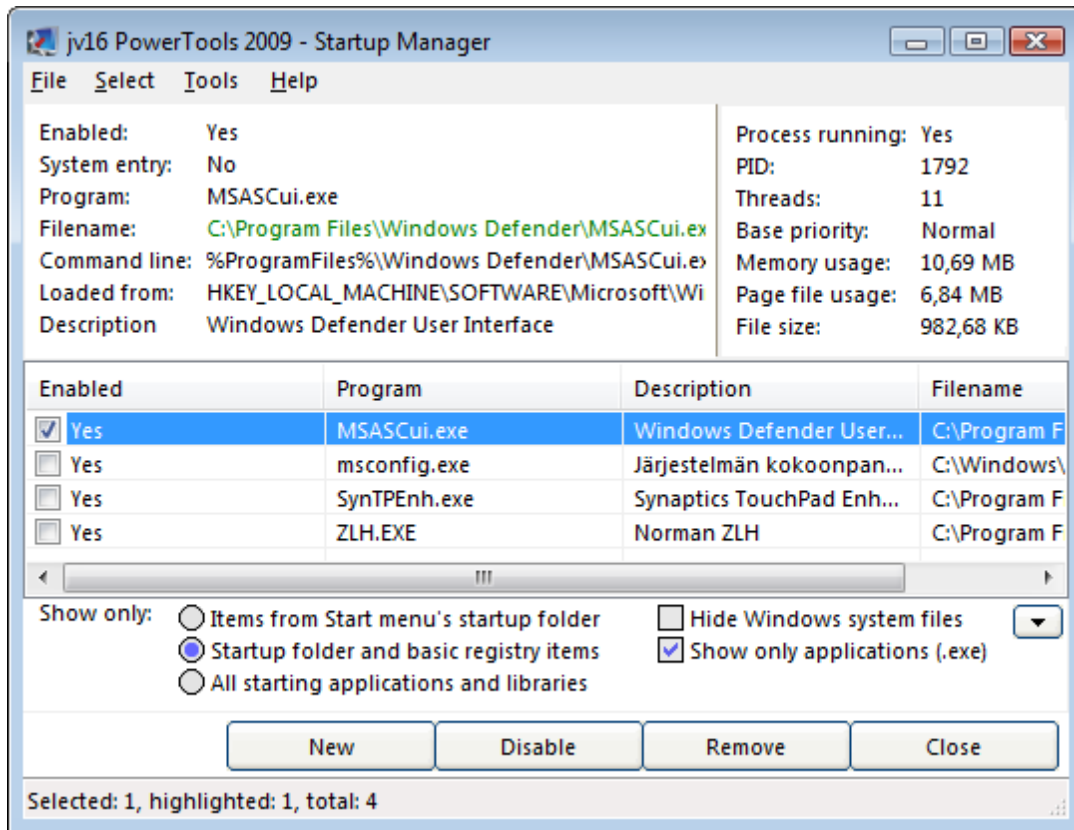 jv16 PowerTools 2009 - Startup Manager
File Select Tools Help
Enabled: Yes
System entry: No
Program: MSASCui.exe
Filename: C:\Program Files\Windows Defender\MSASCui.ex
Command line: %ProgramFiles%\Windows Defender\MSASCui.ex
Loaded from: HKEY_LOCAL_MACHINE\SOFTWARE\Microsoft\Wi
Description Windows Defender User Interface
Process running: Yes
PID: 1792
Threads: 11
Base priority: Normal
Memory usage: 10,69 MB
Page file usage: 6,84 MB
File size: 982,68 KB
Enabled Program Description Filename
Yes MSASCui.exe Windows Defender User... C:\Program F
Yes msconfig.exe Järjestelmän kokoonpan... C:\Windows\
Yes SynTPEnh.exe Synaptics TouchPad Enh... C:\Program F
Yes ZLH.EXE Norman ZLH C:\Program F
Show only:
Items from Start menu's startup folder
Startup folder and basic registry items
All starting applications and libraries
Hide Windows system files
Show only applications (.exe)
New Disable Remove Close
Selected: 1, highlighted: 1, total: 4